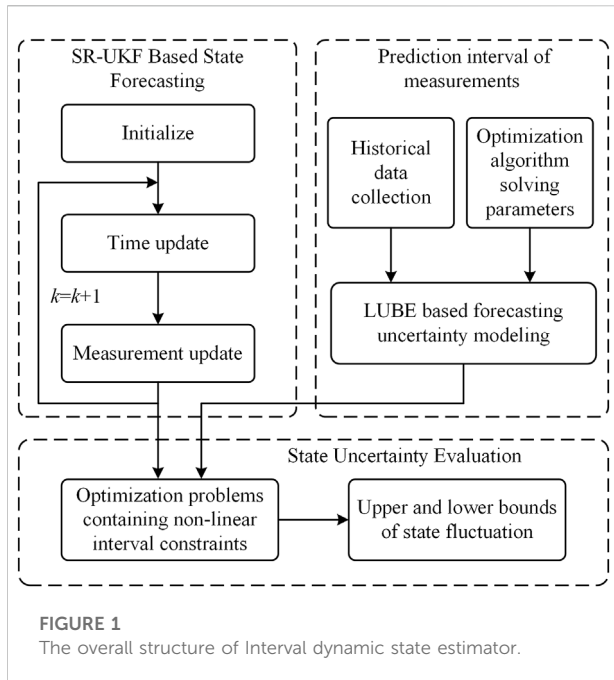 SR-UKF Based State
Forecasting
Initialize
Time update
k=k+1
Measurement update
Prediction interval of
measurements
Historical
data
collection
Optimization
algorithm
solving
parameters
LUBE based forecasting
uncertainty modeling
State Uncertainty Evaluation
Optimization problems
containing non-linear
interval constraints
Upper and lower bounds
of state fluctuation
FIGURE 1
The overall structure of Interval dynamic state estimator.